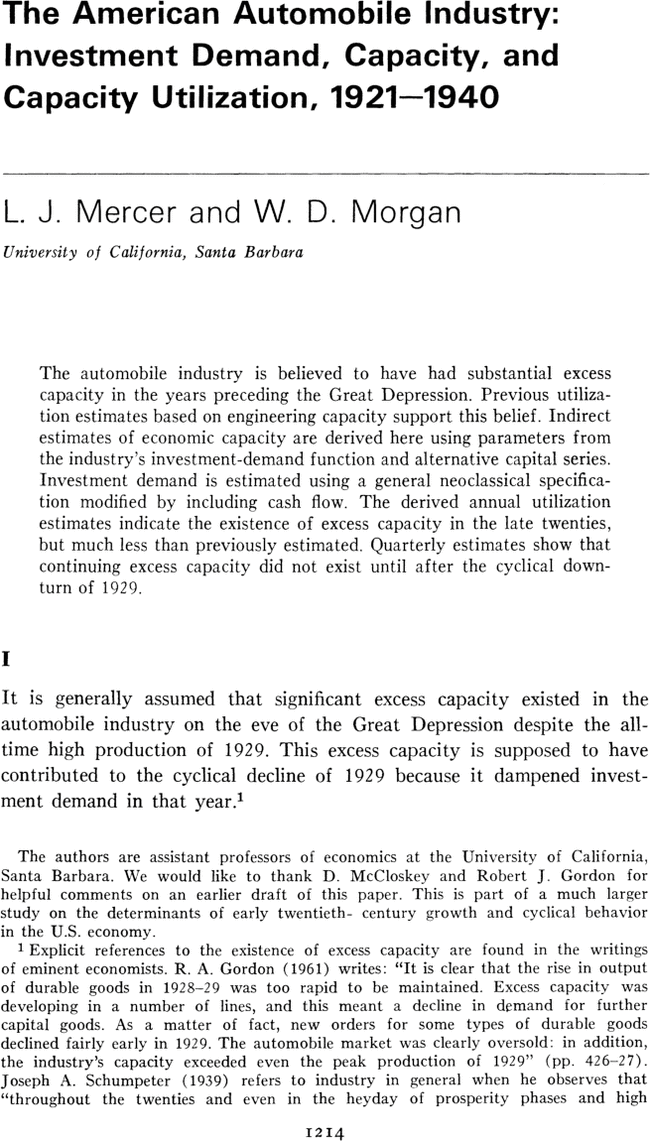 The American Automobile Industry:
Investment Demand, Capacity, and
Capacity Utilization, 1921—1940
L. J. Mercer and W. D. Morgan
University of California, Santa Barbara
The automobile industry is believed to have had substantial excess
capacity in the years preceding the Great Depression. Previous utiliza-
tion estimates based on engineering capacity support this belief. Indirect
estimates of economic capacity are derived here using parameters from
the industry's investment-demand function and alternative capital series.
Investment demand is estimated using a general neoclassical specifica-
tion modified by including cash flow. The derived annual utilization
estimates indicate the existence of excess capacity in the late twenties,
but much less than previously estimated. Quarterly estimates show that
continuing excess capacity did not exist until after the cyclical down-
turn of 1929.
I
It is generally assumed that significant excess capacity existed in the
automobile industry on the eve of the Great Depression despite the all-
time high production of 1929. This excess capacity is supposed to have
contributed to the cyclical decline of 1929 because it dampened invest-
ment demand in that year.¹
The authors are assistant professors of economics at the University of California,
Santa Barbara. We would like to thank D. McCloskey and Robert J. Gordon for
helpful comments on an earlier draft of this paper. This is part of a much larger
study on the determinants of early twentieth- century growth and cyclical behavior
in the U.S. economy.
¹ Explicit references to the existence of excess capacity are found in the writings
of eminent economists. R. A. Gordon (1961) writes: “It is clear that the rise in output
of durable goods in 1928–29 was too rapid to be maintained. Excess capacity was
developing in a number of lines, and this meant a decline in demand for further
capital goods. As a matter of fact, new orders for some types of durable goods
declined fairly early in 1929. The automobile market was clearly oversold: in addition,
the industry's capacity exceeded even the peak production of 1929” (pp. 426–27).
Joseph A. Schumpeter (1939) refers to industry in general when he observes that
“throughout the twenties and even in the heyday of prosperity phases and high
1214